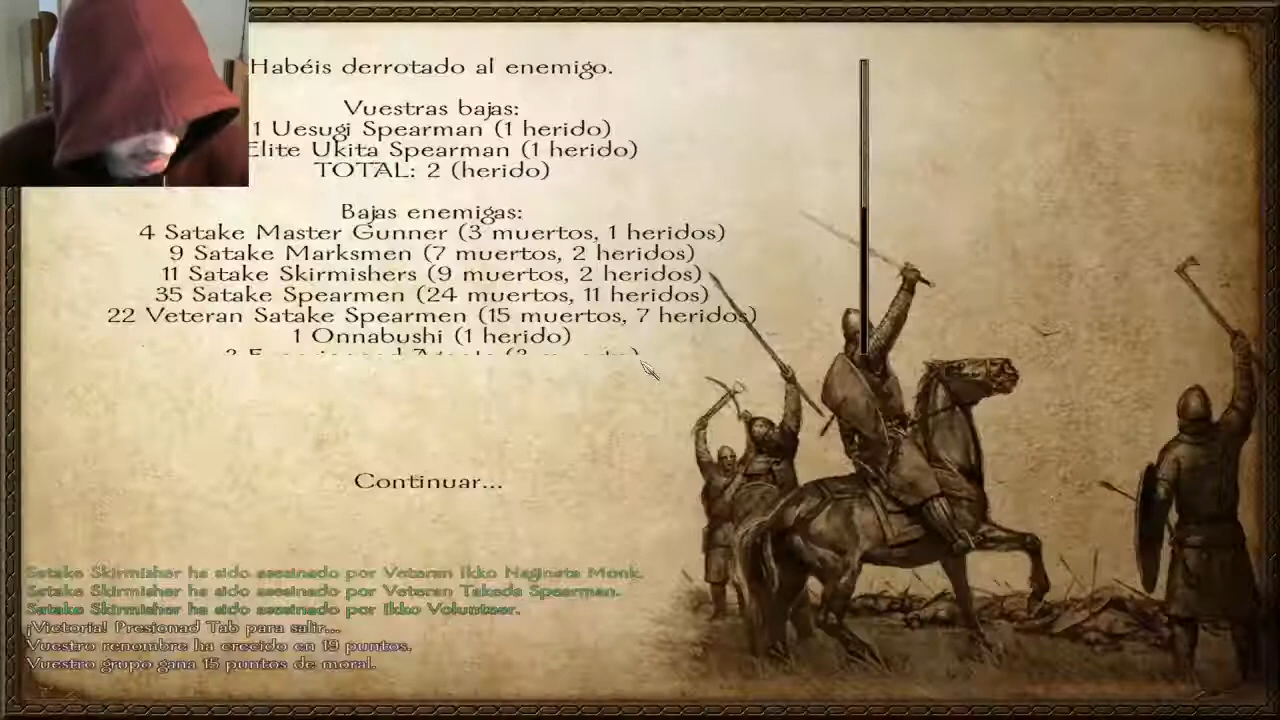 Habéis derrotado al enemigo.
Vuestras bajas:
1 Uesugi Spearman (1 herido)
Elite Ukita Spearman (1 herido)
TOTAL: 2 (herido)
Bajas enemigas:
4 Satake Master Gunner (3 muertos, 1 heridos)
9 Satake Marksmen (7 muertos, 2 heridos)
11 Satake Skirmishers (9 muertos, 2 heridos)
35 Satake Spearmen (24 muertos, 11 heridos)
22 Veteran Satake Spearmen (15 muertos, 7 heridos)
1 Onnabushi (1 herido)
Continuar...
Satake Skirmisher ha sido asesinado por Veteran Ikko Naginata Monk.
Satake Skirmisher ha sido asesinado por Veteran Takeda Spearman.
Satake Skirmisher ha sido asesinado por Ikko Volunteer.
¡Victoria! Presionad Tab para salir...
Vuestro renombre ha crecido en 19 puntos.
Vuestro grupo gana 15 puntos de moral.